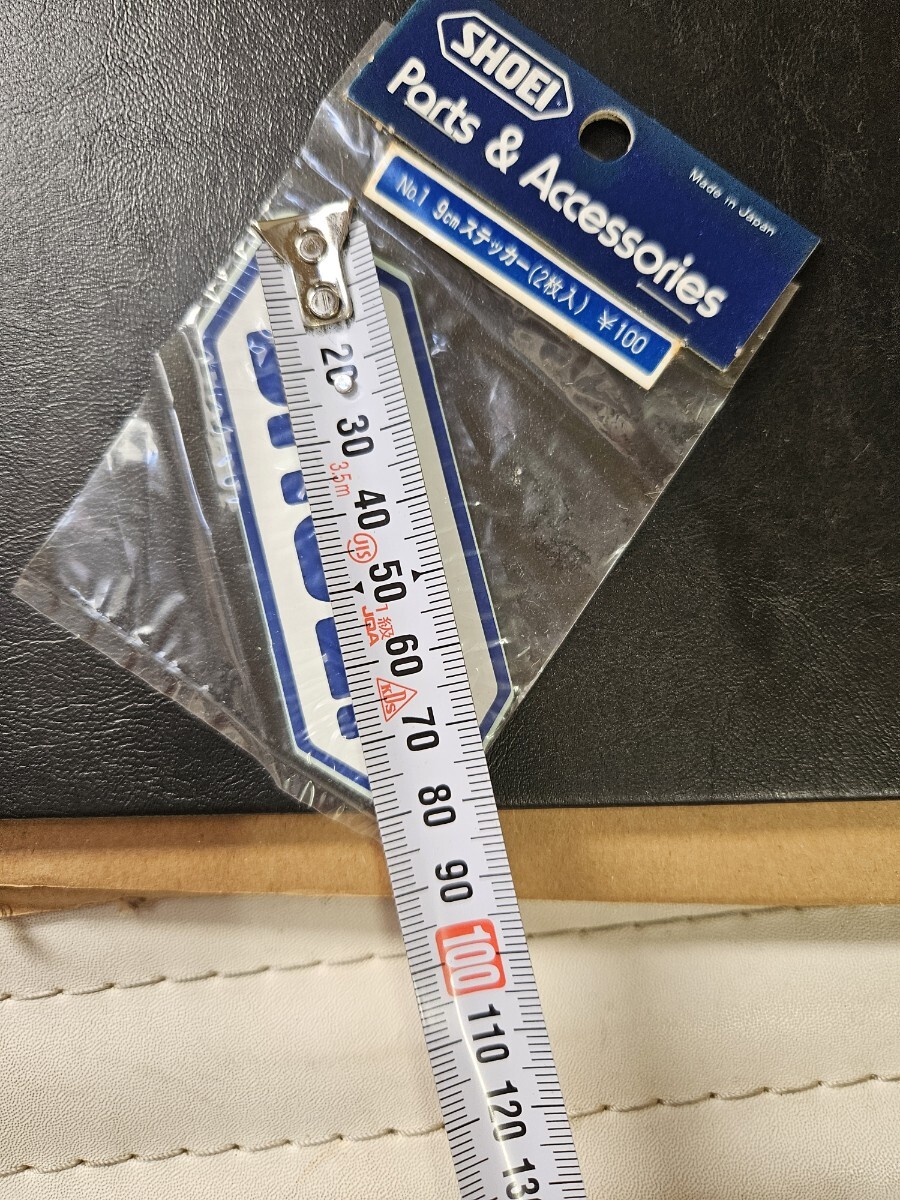 SHOEI
Parts & Accessories
Made in Japan
No.1 9cmステッカー(2枚入) ¥100
20
30
3.5m
40
JIS
50
1級
JQA
60
KDS
70
80
90
100
110
120